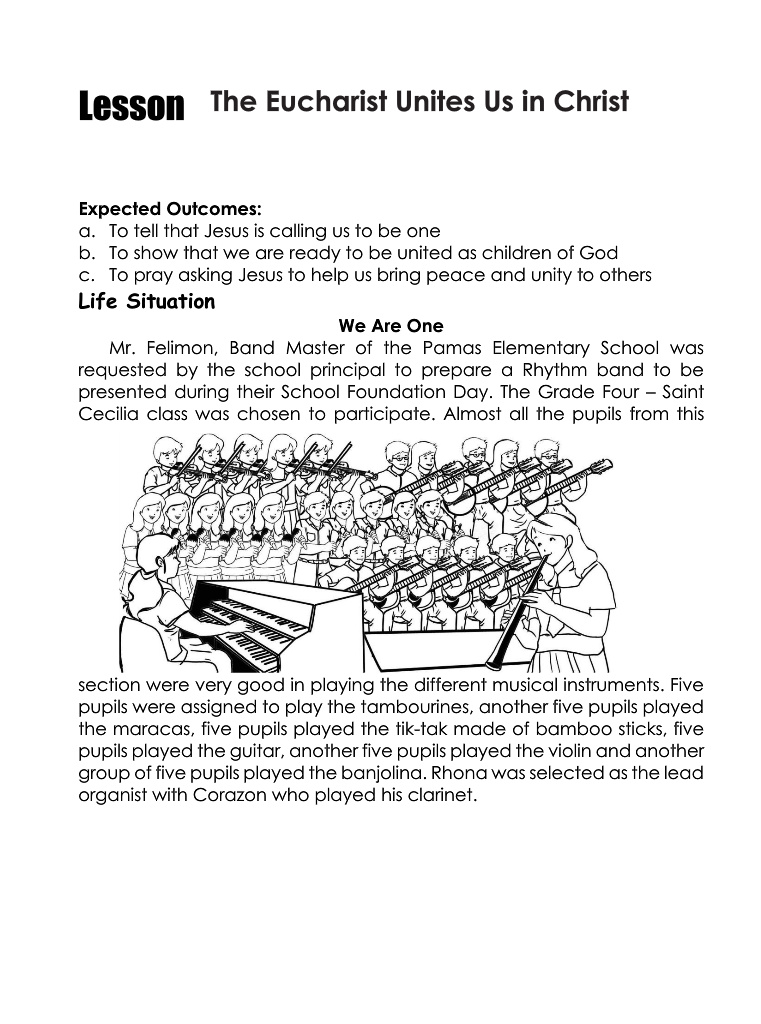 Lesson The Eucharist Unites Us in Christ
Expected Outcomes:
a. To tell that Jesus is calling us to be one
b. To show that we are ready to be united as children of God
c. To pray asking Jesus to help us bring peace and unity to others
Life Situation
We Are One
Mr. Felimon, Band Master of the Pamas Elementary School was
requested by the school principal to prepare a Rhythm band to be
presented during their School Foundation Day. The Grade Four – Saint
Cecilia class was chosen to participate. Almost all the pupils from this
section were very good in playing the different musical instruments. Five
pupils were assigned to play the tambourines, another five pupils played
the maracas, five pupils played the tik-tak made of bamboo sticks, five
pupils played the guitar, another five pupils played the violin and another
group of five pupils played the banjolina. Rhona was selected as the lead
organist with Corazon who played his clarinet.